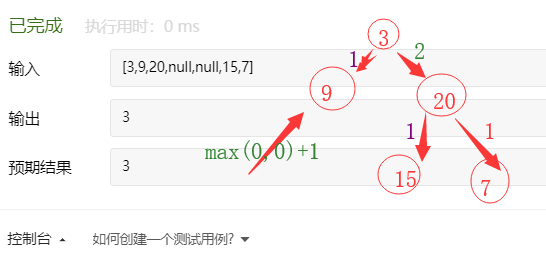 已完成 执行用时: 0 ms
3
1 2
输入 [3,9,20,null,null,15,7]
9 20
输出 3
1 1
max(0,0)+1
预期结果 3
15 7
控制台 如何创建一个测试用例?